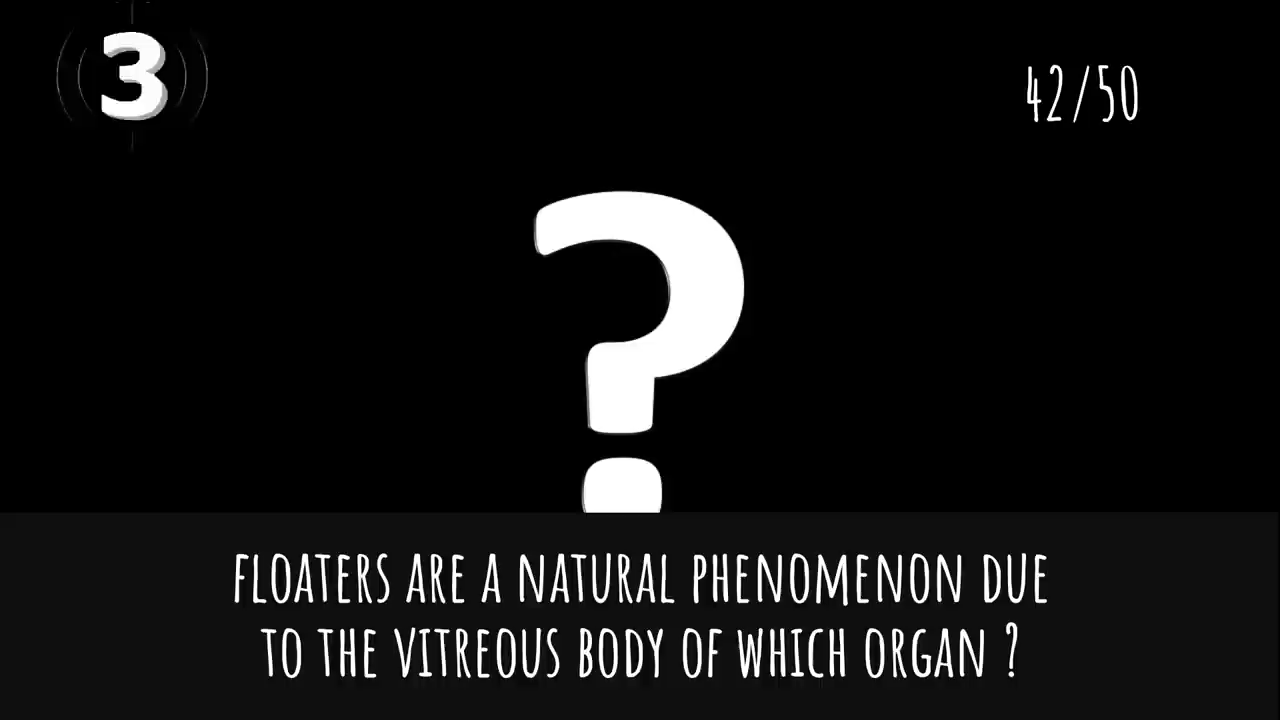 3
42/50
?
FLOATERS ARE A NATURAL PHENOMENON DUE
TO THE VITREOUS BODY OF WHICH ORGAN ?